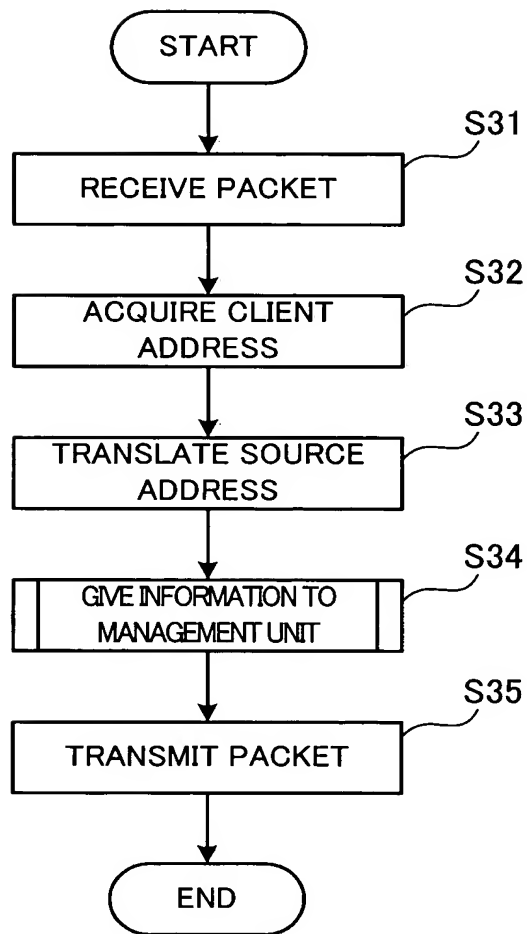 START
S31
RECEIVE PACKET
S32
ACQUIRE CLIENT
ADDRESS
S33
TRANSLATE SOURCE
ADDRESS
S34
GIVE INFORMATION TO
MANAGEMENT UNIT
S35
TRANSMIT PACKET
END